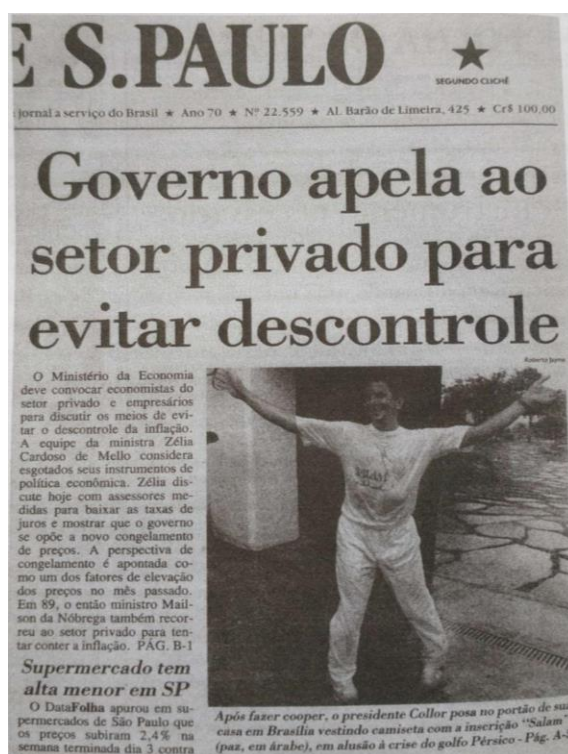 E S.PAULO
SEGUNDO CLICHÊ
jornal a serviço do Brasil ★ Ano 70 ★ Nº 22.559 ★ Al. Barão de Limeira, 425 ★ Cr$ 100,00
Governo apela ao
setor privado para
evitar descontrole
Roberto Jayme
O Ministério da Economia
deve convocar economistas do
setor privado e empresários
para discutir os meios de evi-
tar o descontrole da inflação.
A equipe da ministra Zélia
Cardoso de Mello considera
esgotados seus instrumentos de
política econômica. Zélia dis-
cute hoje com assessores me-
didas para baixar as taxas de
juros e mostrar que o governo
se opõe a novo congelamento
de preços. A perspectiva de
congelamento é apontada co-
mo um dos fatores de elevação
dos preços no mês passado.
Em 89, o então ministro Mail-
son da Nóbrega também recor-
reu ao setor privado para ten-
tar conter a inflação. PÁG. B-1
Supermercado tem
alta menor em SP
O DataFolha apurou em su-
permercados de São Paulo que
os preços subiram 2,4% na
semana terminada dia 3 contra
Após fazer cooper, o presidente Collor posa no portão de sua
casa em Brasília vestindo camiseta com a inscrição "Salam"
(paz, em árabe), em alusão à crise do golfo Pérsico - Pág. A-